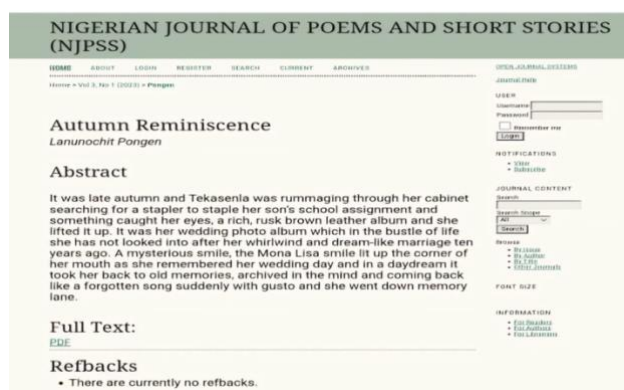 NIGERIAN JOURNAL OF POEMS AND SHORT STORIES
(NJPSS)
HOME ABOUT LOGIN REGISTER SEARCH CURRENT ARCHIVES
Home > Vol 3, No 1 (2023) > Pongen
Autumn Reminiscence
Lanunochit Pongen
Abstract
It was late autumn and Tekasenla was rummaging through her cabinet
searching for a stapler to staple her son's school assignment and
something caught her eyes, a rich, rusk brown leather album and she
lifted it up. It was her wedding photo album which in the bustle of life
she has not looked into after her whirlwind and dream-like marriage ten
years ago. A mysterious smile, the Mona Lisa smile lit up the corner of
her mouth as she remembered her wedding day and in a daydream it
took her back to old memories, archived in the mind and coming back
like a forgotten song suddenly with gusto and she went down memory
lane.
Full Text:
PDF
Refbacks
• There are currently no refbacks.
OPEN JOURNAL SYSTEMS
Journal Help
USER
Username
Password
Remember me
Login
NOTIFICATIONS
• View
• Subscribe
JOURNAL CONTENT
Search
Search Scope
All
Search
Browse
• By Issue
• By Author
• By Title
• Other Journals
FONT SIZE
INFORMATION
• For Readers
• For Authors
• For Librarians